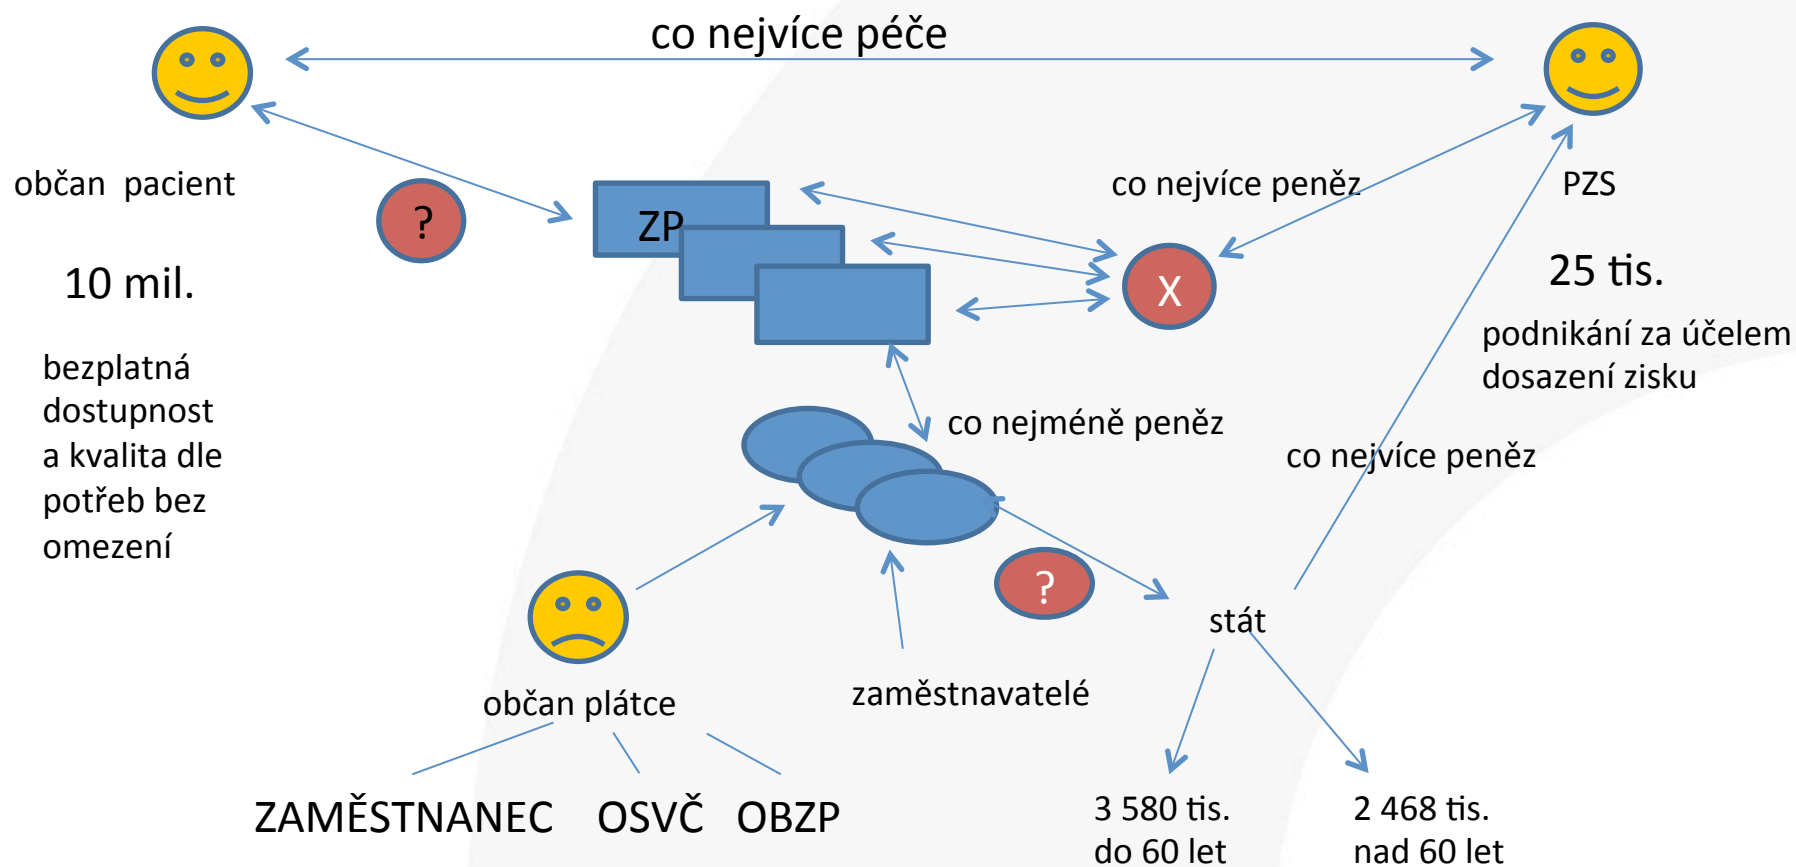 co nejvíce péče
občan pacient
?
ZP
co nejvíce peněz
PZS
10 mil.
X
25 tis.
podnikání za účelem
dosazení zisku
bezplatná
dostupnost
a kvalita dle
potřeb bez
omezení
co nejméně peněz
co nejvíce peněz
?
stát
občan plátce
zaměstnavatelé
ZAMĚSTNANEC OSVČ OBZP
3 580 tis.
do 60 let
2 468 tis.
nad 60 let